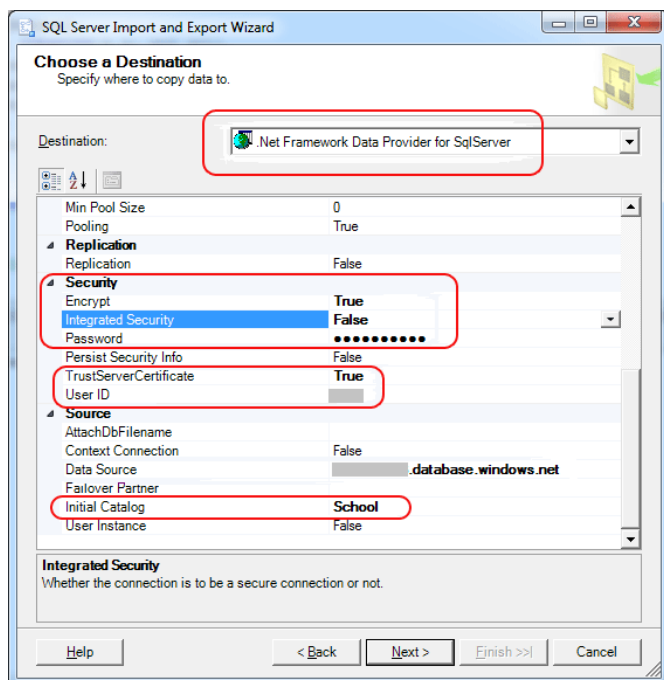 SQL Server Import and Export Wizard
Choose a Destination
Specify where to copy data to.
Destination: .Net Framework Data Provider for SqlServer
Min Pool Size 0
Pooling True
Replication
Replication False
Security
Encrypt True
Integrated Security False
Password ●●●●●●●●●●
Persist Security Info False
TrustServerCertificate True
User ID
Source
AttachDbFilename
Context Connection False
Data Source .database.windows.net
Failover Partner
Initial Catalog School
User Instance False
Integrated Security
Whether the connection is to be a secure connection or not.
Help < Back Next > Finish >>| Cancel